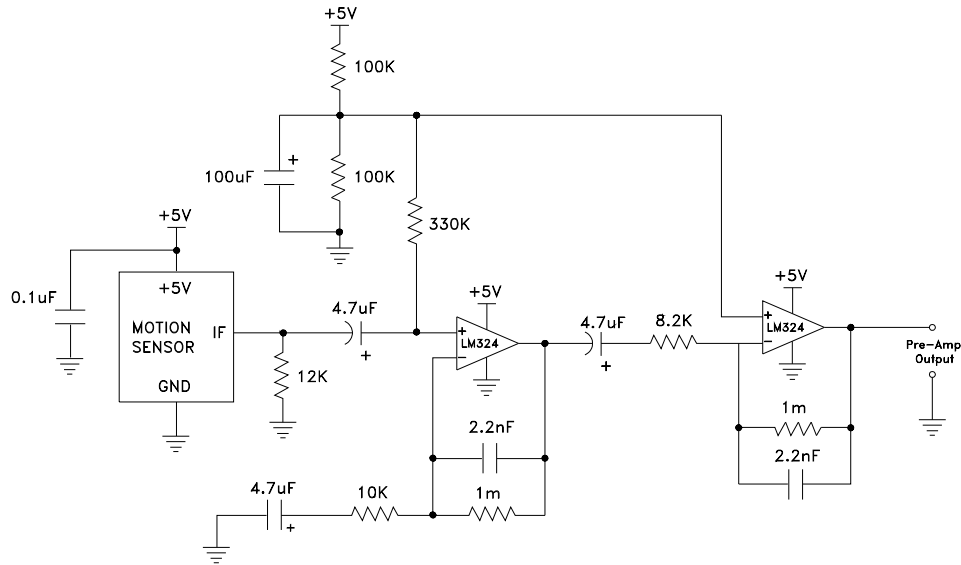 +5V
100K
+
100uF
100K
330K
+5V
0.1uF
+5V
MOTION
SENSOR
IF
GND
12K
4.7uF
+
+5V
+
LM324
−
4.7uF
+
8.2K
+5V
+
LM324
−
Pre-Amp
Output
1m
2.2nF
2.2nF
1m
4.7uF
+
10K